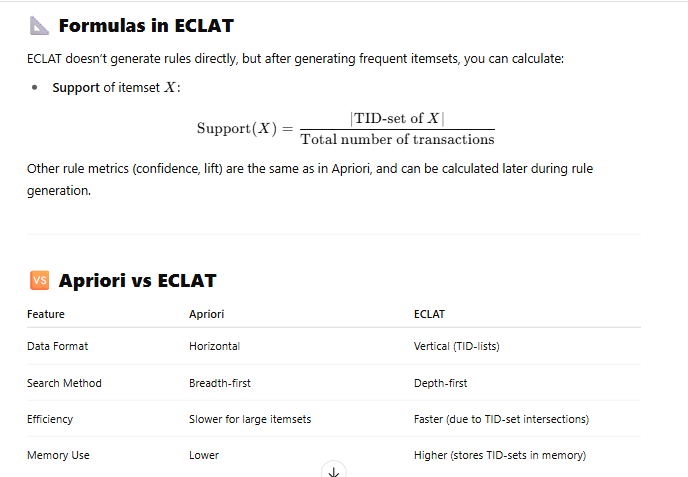 Formulas in ECLAT
ECLAT doesn't generate rules directly, but after generating frequent itemsets, you can calculate:
• Support of itemset X:
Support(X) = |TID-set of X| / Total number of transactions
Other rule metrics (confidence, lift) are the same as in Apriori, and can be calculated later during rule
generation.
VS Apriori vs ECLAT
Feature Apriori ECLAT
Data Format Horizontal Vertical (TID-lists)
Search Method Breadth-first Depth-first
Efficiency Slower for large itemsets Faster (due to TID-set intersections)
Memory Use Lower Higher (stores TID-sets in memory)